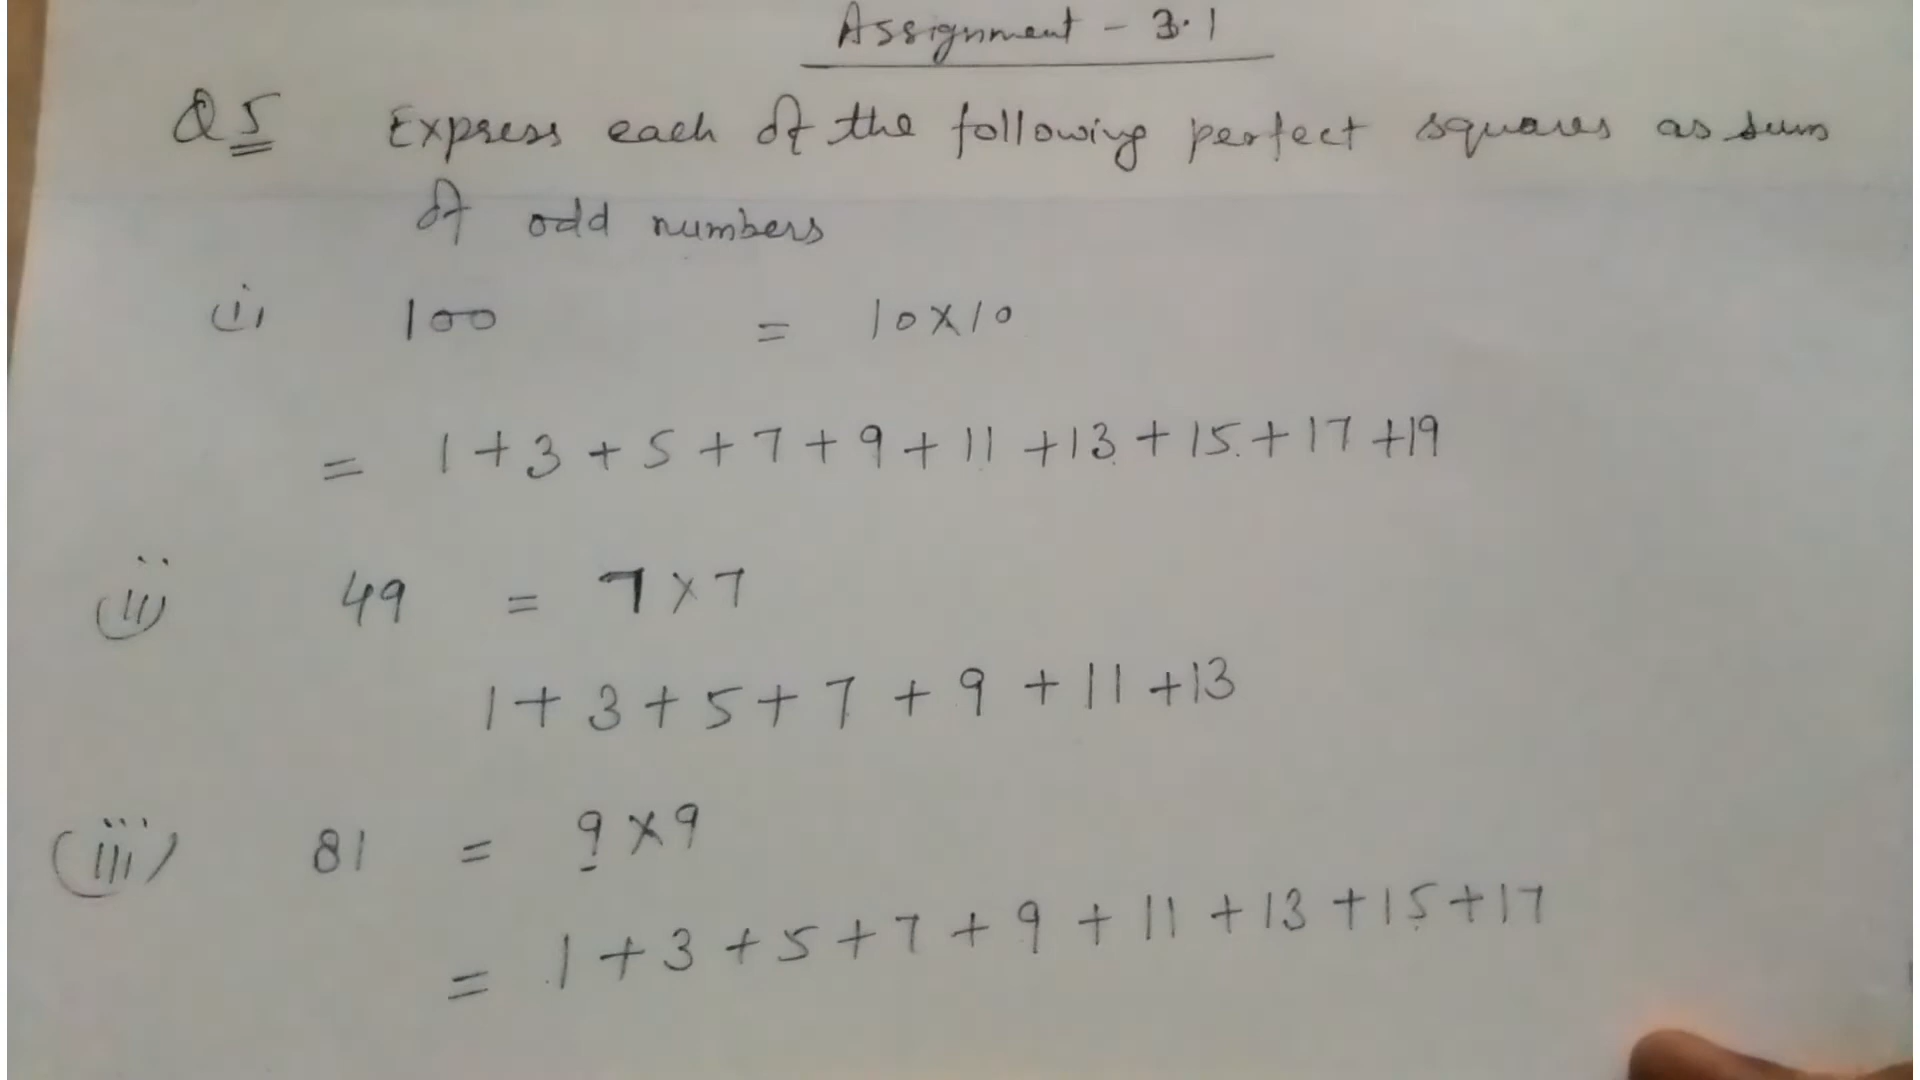 Assignment - 3.1
Q5 Express each of the following perfect squares as sum
of odd numbers
(i) 100 = 10×10
= 1+3+5+7+9+11+13+15+17+19
(ii) 49 = 7×7
1+3+5+7+9+11+13
(iii) 81 = 9×9
= 1+3+5+7+9+11+13+15+17